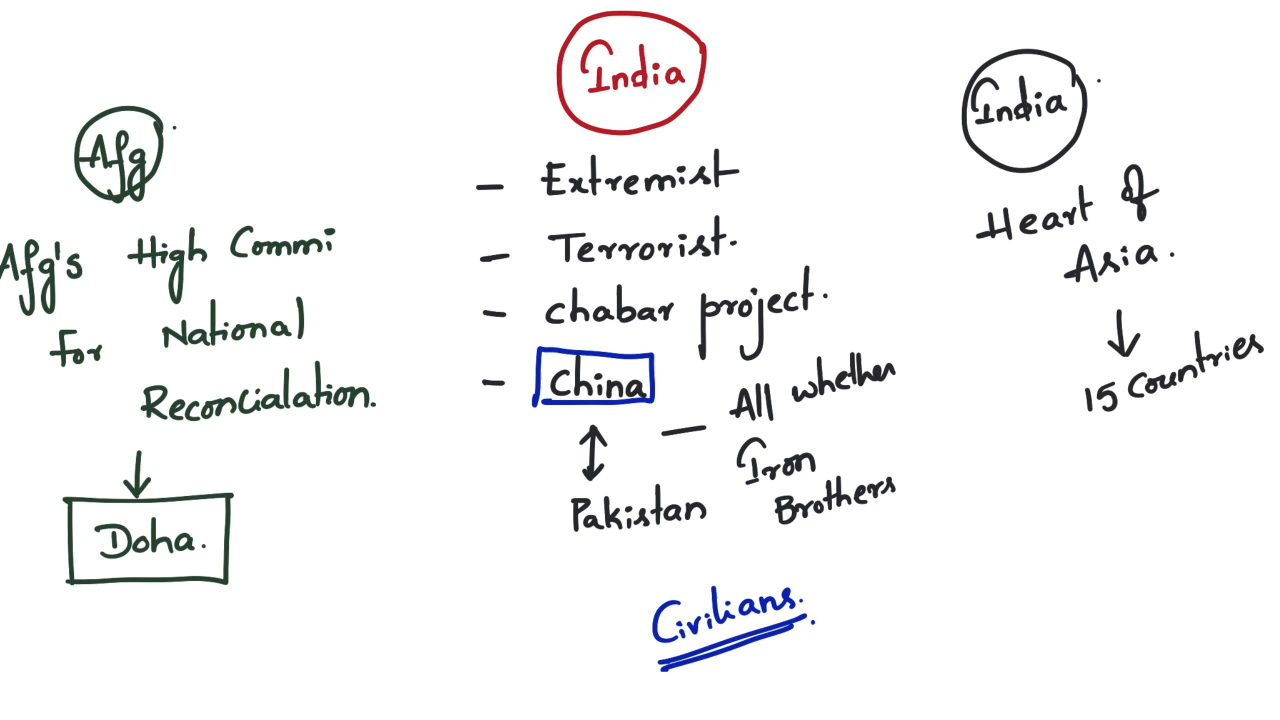 Afg
Afg's High Commi
For National
Reconcialation.
Doha.
India
- Extremist
- Terrorist.
- chabar project.
- China
Pakistan
- All whether
Iron
Brothers
Civilians.
India
Heart of
Asia.
15 Countries